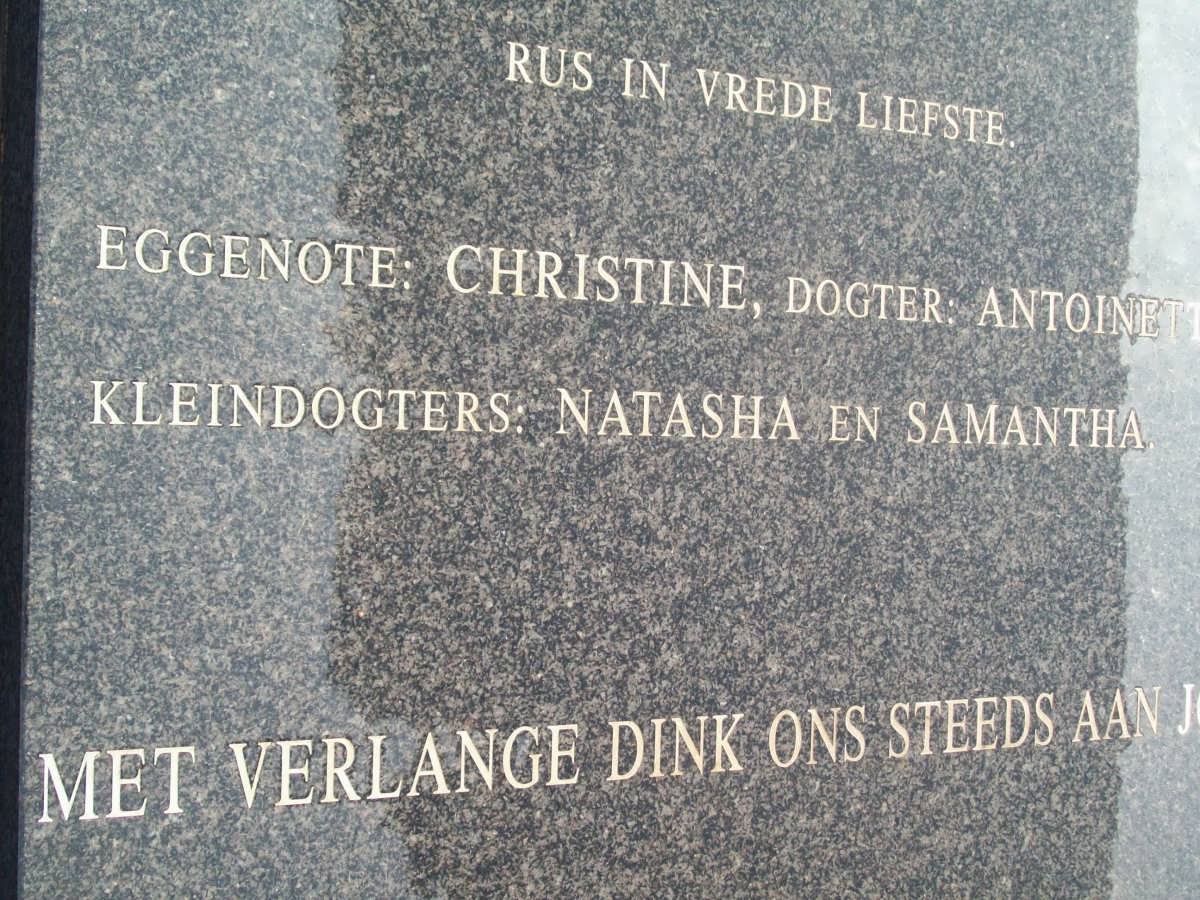 RUS IN VREDE LIEFSTE.
EGGENOTE: CHRISTINE, DOGTER: ANTOINETT
KLEINDOGTERS: NATASHA EN SAMANTHA.
MET VERLANGE DINK ONS STEEDS AAN J